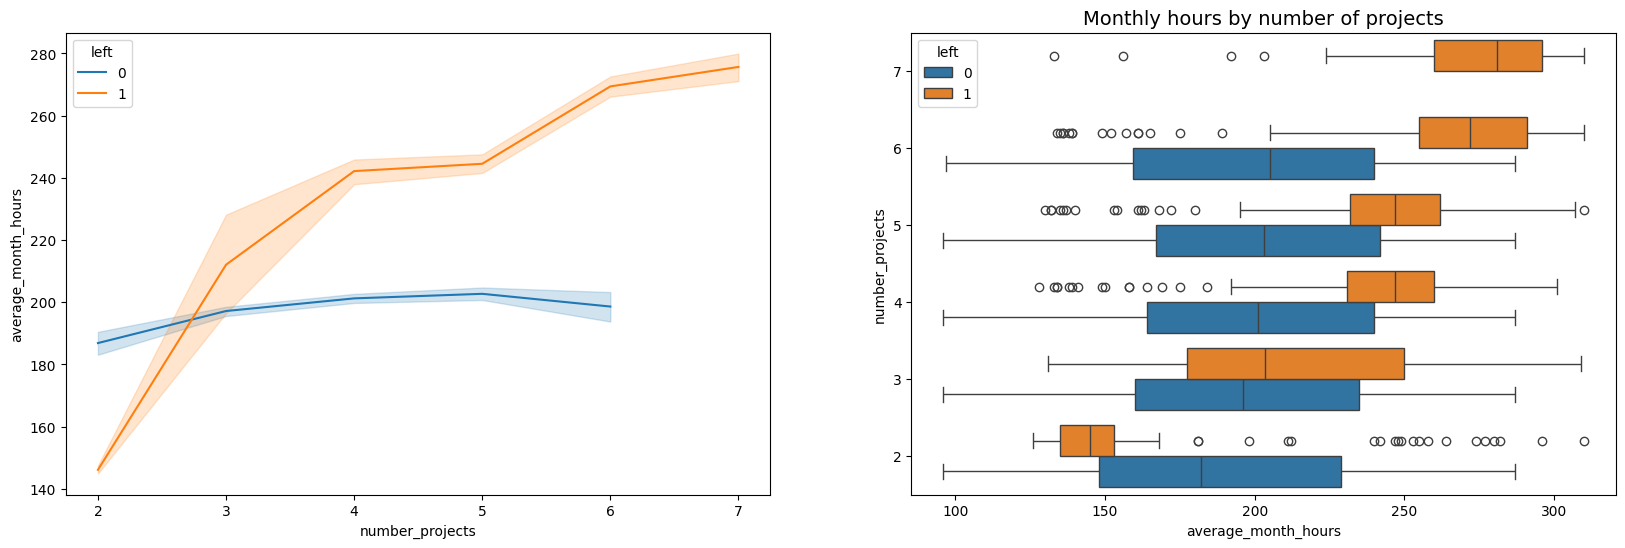 left
0
1
280
260
240
220
200
180
160
140
average_month_hours
2 3 4 5 6 7
number_projects
Monthly hours by number of projects
left
0
1
7
6
5
4
3
2
number_projects
100 150 200 250 300
average_month_hours